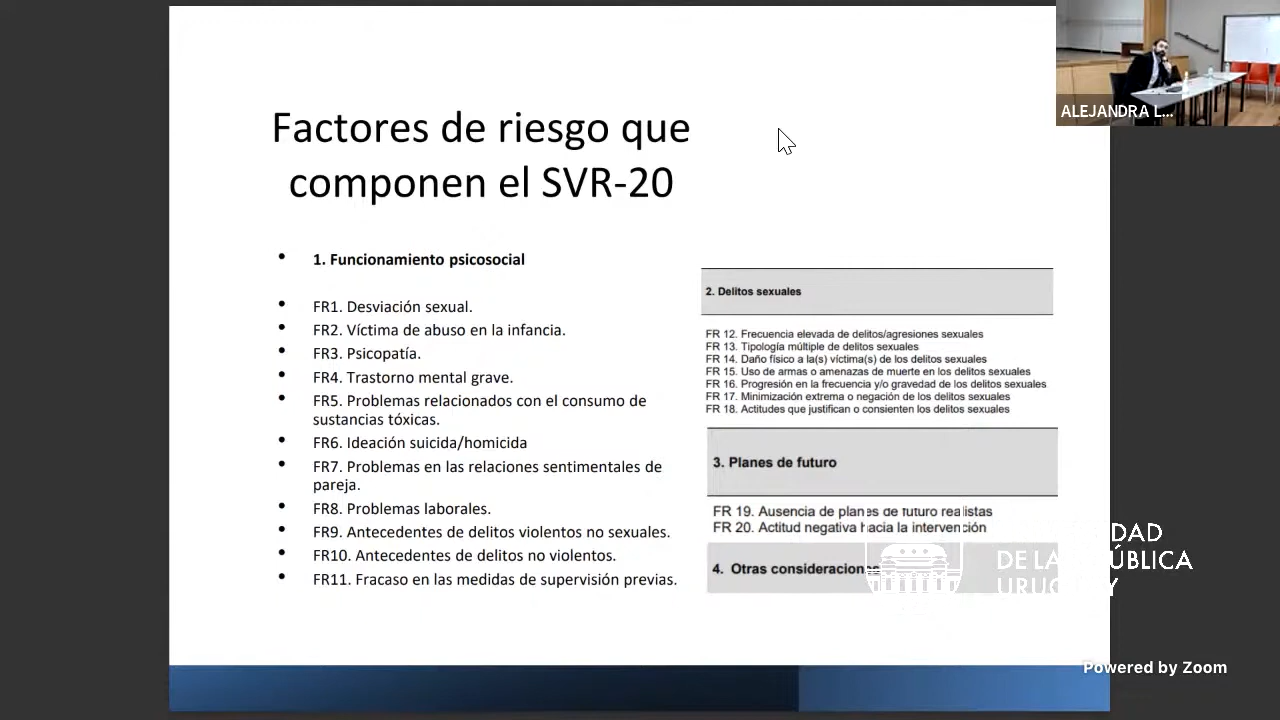 Factores de riesgo que
componen el SVR-20
1. Funcionamiento psicosocial
FR1. Desviación sexual.
FR2. Víctima de abuso en la infancia.
FR3. Psicopatía.
FR4. Trastorno mental grave.
FR5. Problemas relacionados con el consumo de
sustancias tóxicas.
FR6. Ideación suicida/homicida
FR7. Problemas en las relaciones sentimentales de
pareja.
FR8. Problemas laborales.
FR9. Antecedentes de delitos violentos no sexuales.
FR10. Antecedentes de delitos no violentos.
FR11. Fracaso en las medidas de supervisión previas.
2. Delitos sexuales
FR 12. Frecuencia elevada de delitos/agresiones sexuales
FR 13. Tipología múltiple de delitos sexuales
FR 14. Daño físico a la(s) víctima(s) de los delitos sexuales
FR 15. Uso de armas o amenazas de muerte en los delitos sexuales
FR 16. Progresión en la frecuencia y/o gravedad de los delitos sexuales
FR 17. Minimización extrema o negación de los delitos sexuales
FR 18. Actitudes que justifican o consienten los delitos sexuales
3. Planes de futuro
FR 19. Ausencia de planes de futuro realistas
FR 20. Actitud negativa hacia la intervención
4. Otras consideraciones
ALEJANDRA L...
DE LA REPÚBLICA
URUGUAY
Powered by Zoom